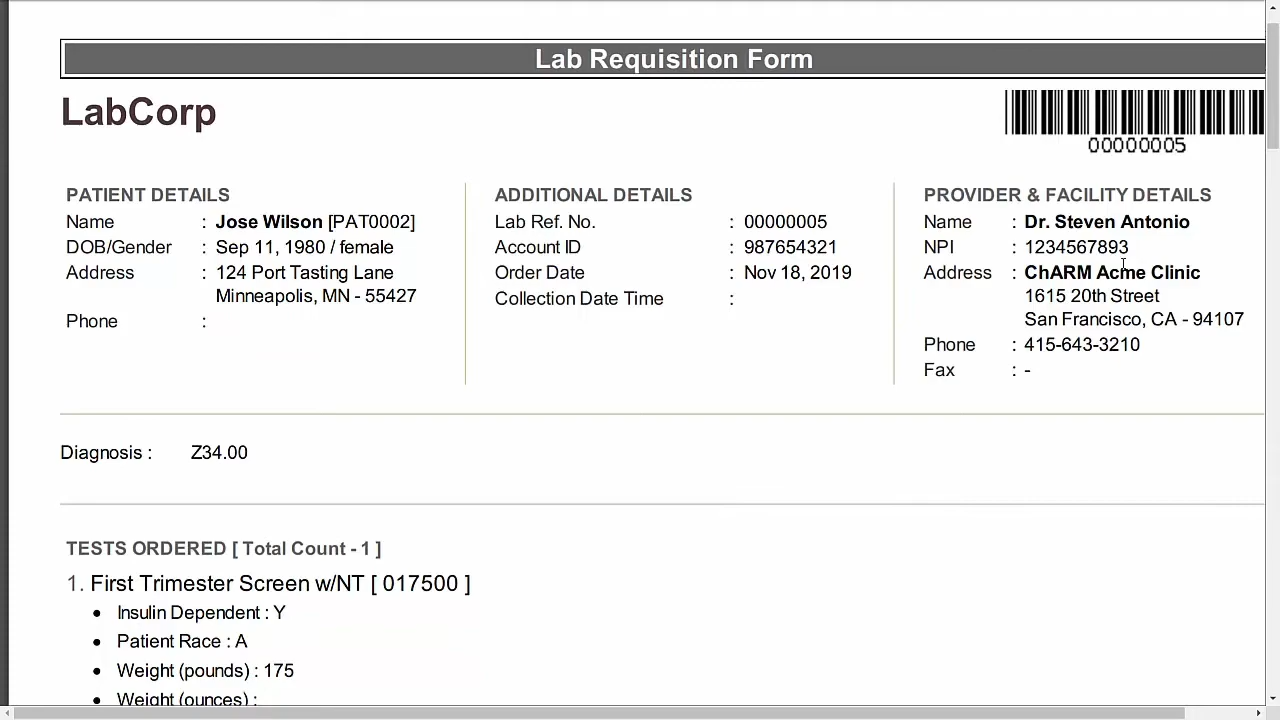 Lab Requisition Form
LabCorp
00000005
PATIENT DETAILS
Name : Jose Wilson [PAT0002]
DOB/Gender : Sep 11, 1980 / female
Address : 124 Port Tasting Lane
Minneapolis, MN - 55427
Phone :
ADDITIONAL DETAILS
Lab Ref. No. : 00000005
Account ID : 987654321
Order Date : Nov 18, 2019
Collection Date Time :
PROVIDER & FACILITY DETAILS
Name : Dr. Steven Antonio
NPI : 1234567893
Address : ChARM Acme Clinic
1615 20th Street
San Francisco, CA - 94107
Phone : 415-643-3210
Fax : -
Diagnosis : Z34.00
TESTS ORDERED [ Total Count - 1 ]
1. First Trimester Screen w/NT [ 017500 ]
• Insulin Dependent : Y
• Patient Race : A
• Weight (pounds) : 175
• Weight (ounces) :